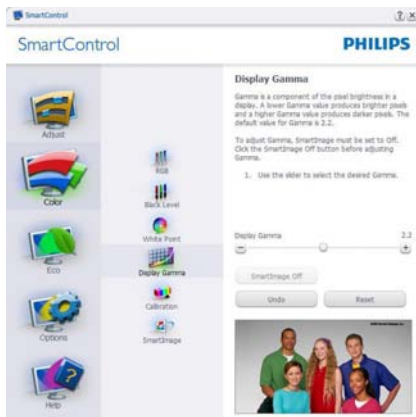 SmartControl
SmartControl
PHILIPS
Adjust
Color
Eco
Options
Help
RGB
Black Level
White Point
Display Gamma
Calibration
SmartImage
Display Gamma
Gamma is a component of the pixel brightness in a
display. A lower Gamma value produces brighter pixels
and a higher Gamma value produces darker pixels. The
default value for Gamma is 2.2.
To adjust Gamma, SmartImage must be set to Off.
Click the SmartImage Off button before adjusting
Gamma.
1. Use the slider to select the desired Gamma.
Display Gamma 2.2
SmartImage Off
Undo Reset